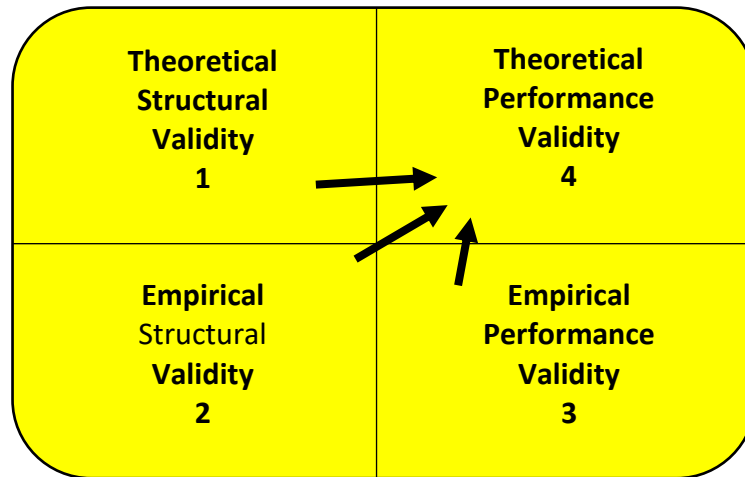 Theoretical
Structural
Validity
1
Theoretical
Performance
Validity
4
Empirical
Structural
Validity
2
Empirical
Performance
Validity
3